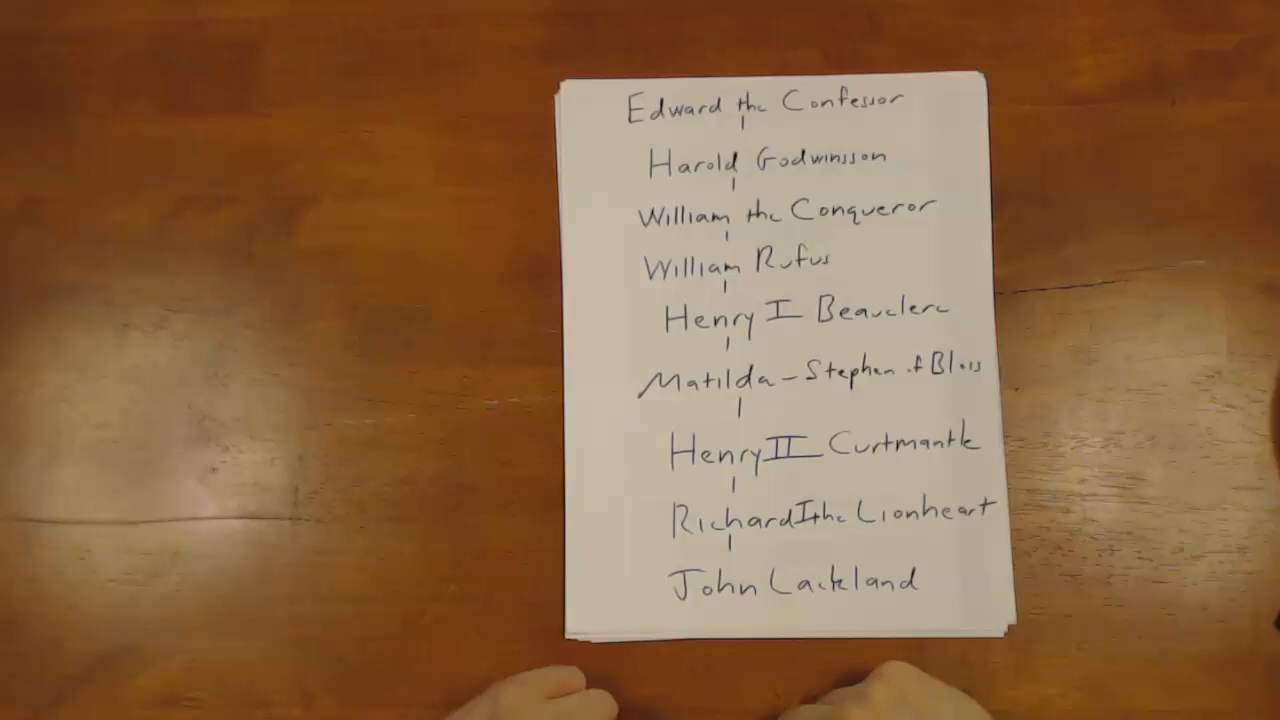 Edward the Confessor
Harold Godwinsson
William the Conqueror
William Rufus
Henry I Beauclerc
Matilda - Stephen of Blois
Henry II Curtmantle
Richard I the Lionheart
John Lackland